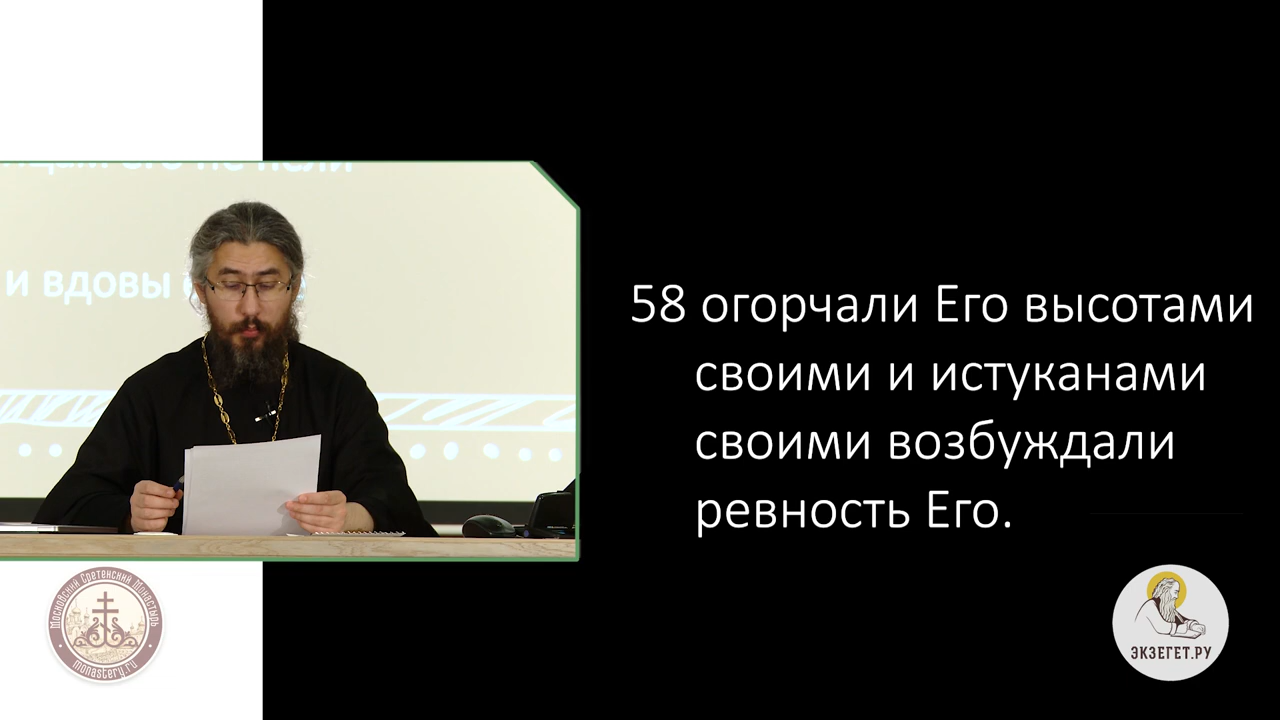 и вдовы
58 огорчали Его высотами
своими и истуканами
своими возбуждали
ревность Его.
Московский Сретенский Монастырь
monastery.ru
ЭКЗЕГЕТ.РУ